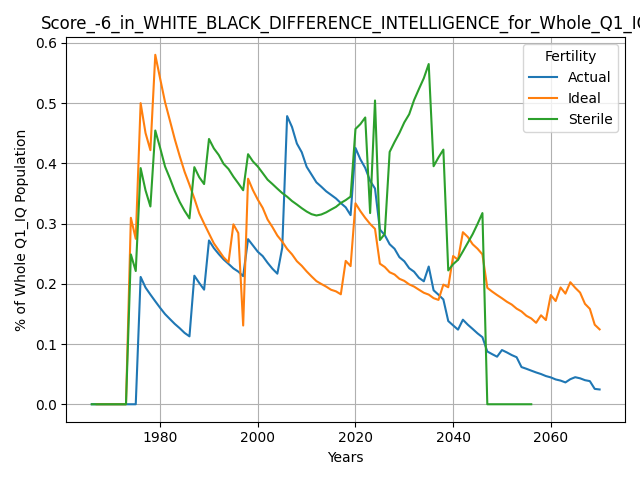 Score_-6_in_WHITE_BLACK_DIFFERENCE_INTELLIGENCE_for_Whole_Q1_IQ
Fertility
Actual
Ideal
Sterile
% of Whole Q1_IQ Population
0.6
0.5
0.4
0.3
0.2
0.1
0.0
1980 2000 2020 2040 2060
Years